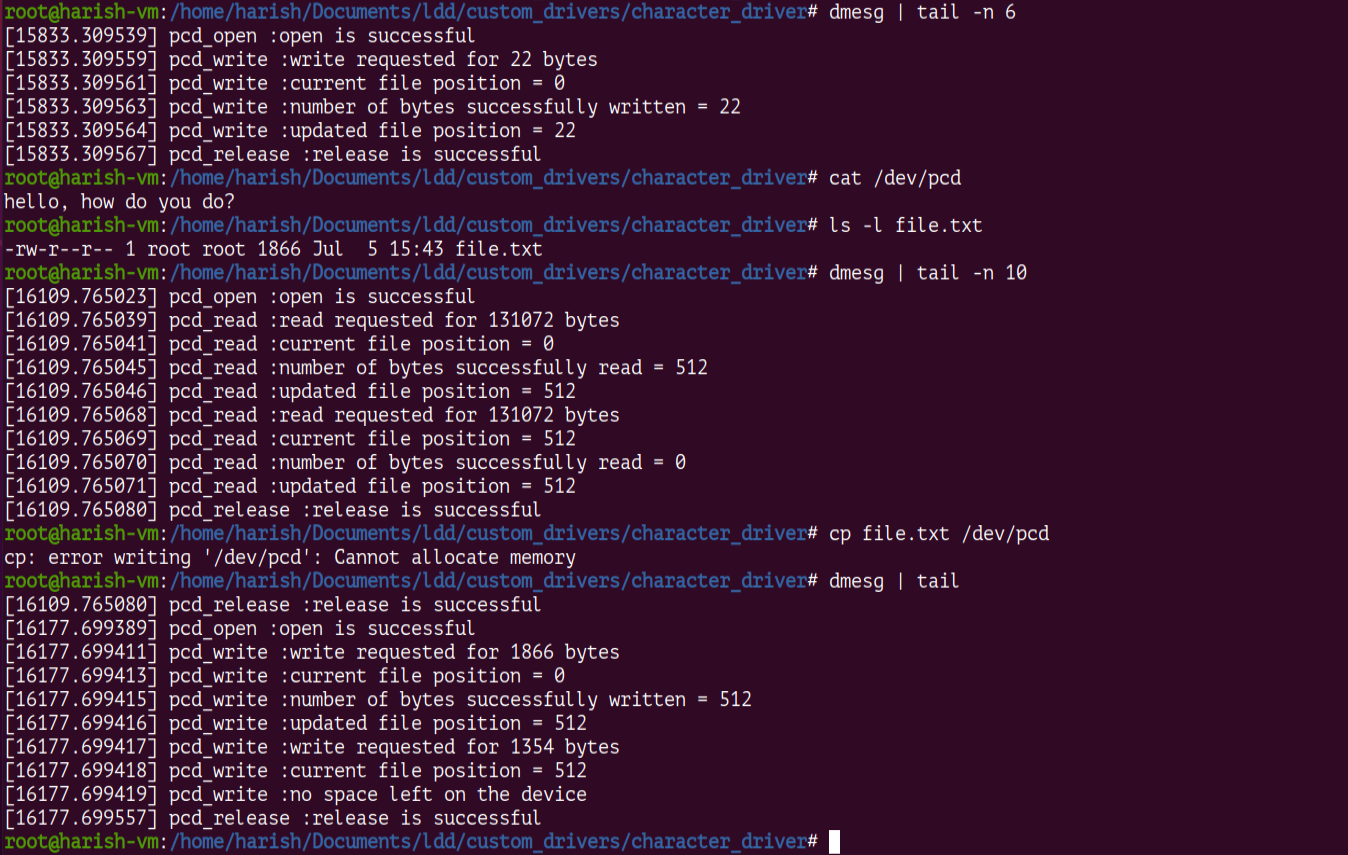 root@harish-vm:/home/harish/Documents/ldd/custom_drivers/character_driver# dmesg | tail -n 6
[15833.309539] pcd_open :open is successful
[15833.309559] pcd_write :write requested for 22 bytes
[15833.309561] pcd_write :current file position = 0
[15833.309563] pcd_write :number of bytes successfully written = 22
[15833.309564] pcd_write :updated file position = 22
[15833.309567] pcd_release :release is successful
root@harish-vm:/home/harish/Documents/ldd/custom_drivers/character_driver# cat /dev/pcd
hello, how do you do?
root@harish-vm:/home/harish/Documents/ldd/custom_drivers/character_driver# ls -l file.txt
-rw-r--r-- 1 root root 1866 Jul  5 15:43 file.txt
root@harish-vm:/home/harish/Documents/ldd/custom_drivers/character_driver# dmesg | tail -n 10
[16109.765023] pcd_open :open is successful
[16109.765039] pcd_read :read requested for 131072 bytes
[16109.765041] pcd_read :current file position = 0
[16109.765045] pcd_read :number of bytes successfully read = 512
[16109.765046] pcd_read :updated file position = 512
[16109.765068] pcd_read :read requested for 131072 bytes
[16109.765069] pcd_read :current file position = 512
[16109.765070] pcd_read :number of bytes successfully read = 0
[16109.765071] pcd_read :updated file position = 512
[16109.765080] pcd_release :release is successful
root@harish-vm:/home/harish/Documents/ldd/custom_drivers/character_driver# cp file.txt /dev/pcd
cp: error writing '/dev/pcd': Cannot allocate memory
root@harish-vm:/home/harish/Documents/ldd/custom_drivers/character_driver# dmesg | tail
[16109.765080] pcd_release :release is successful
[16177.699389] pcd_open :open is successful
[16177.699411] pcd_write :write requested for 1866 bytes
[16177.699413] pcd_write :current file position = 0
[16177.699415] pcd_write :number of bytes successfully written = 512
[16177.699416] pcd_write :updated file position = 512
[16177.699417] pcd_write :write requested for 1354 bytes
[16177.699418] pcd_write :current file position = 512
[16177.699419] pcd_write :no space left on the device
[16177.699557] pcd_release :release is successful
root@harish-vm:/home/harish/Documents/ldd/custom_drivers/character_driver#